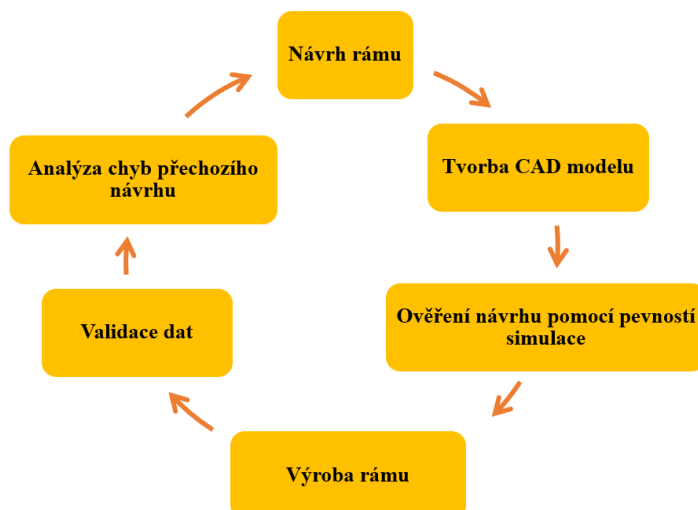 Návrh rámu
Tvorba CAD modelu
Ověření návrhu pomocí pevností
simulace
Výroba rámu
Validace dat
Analýza chyb přechozího
návrhu